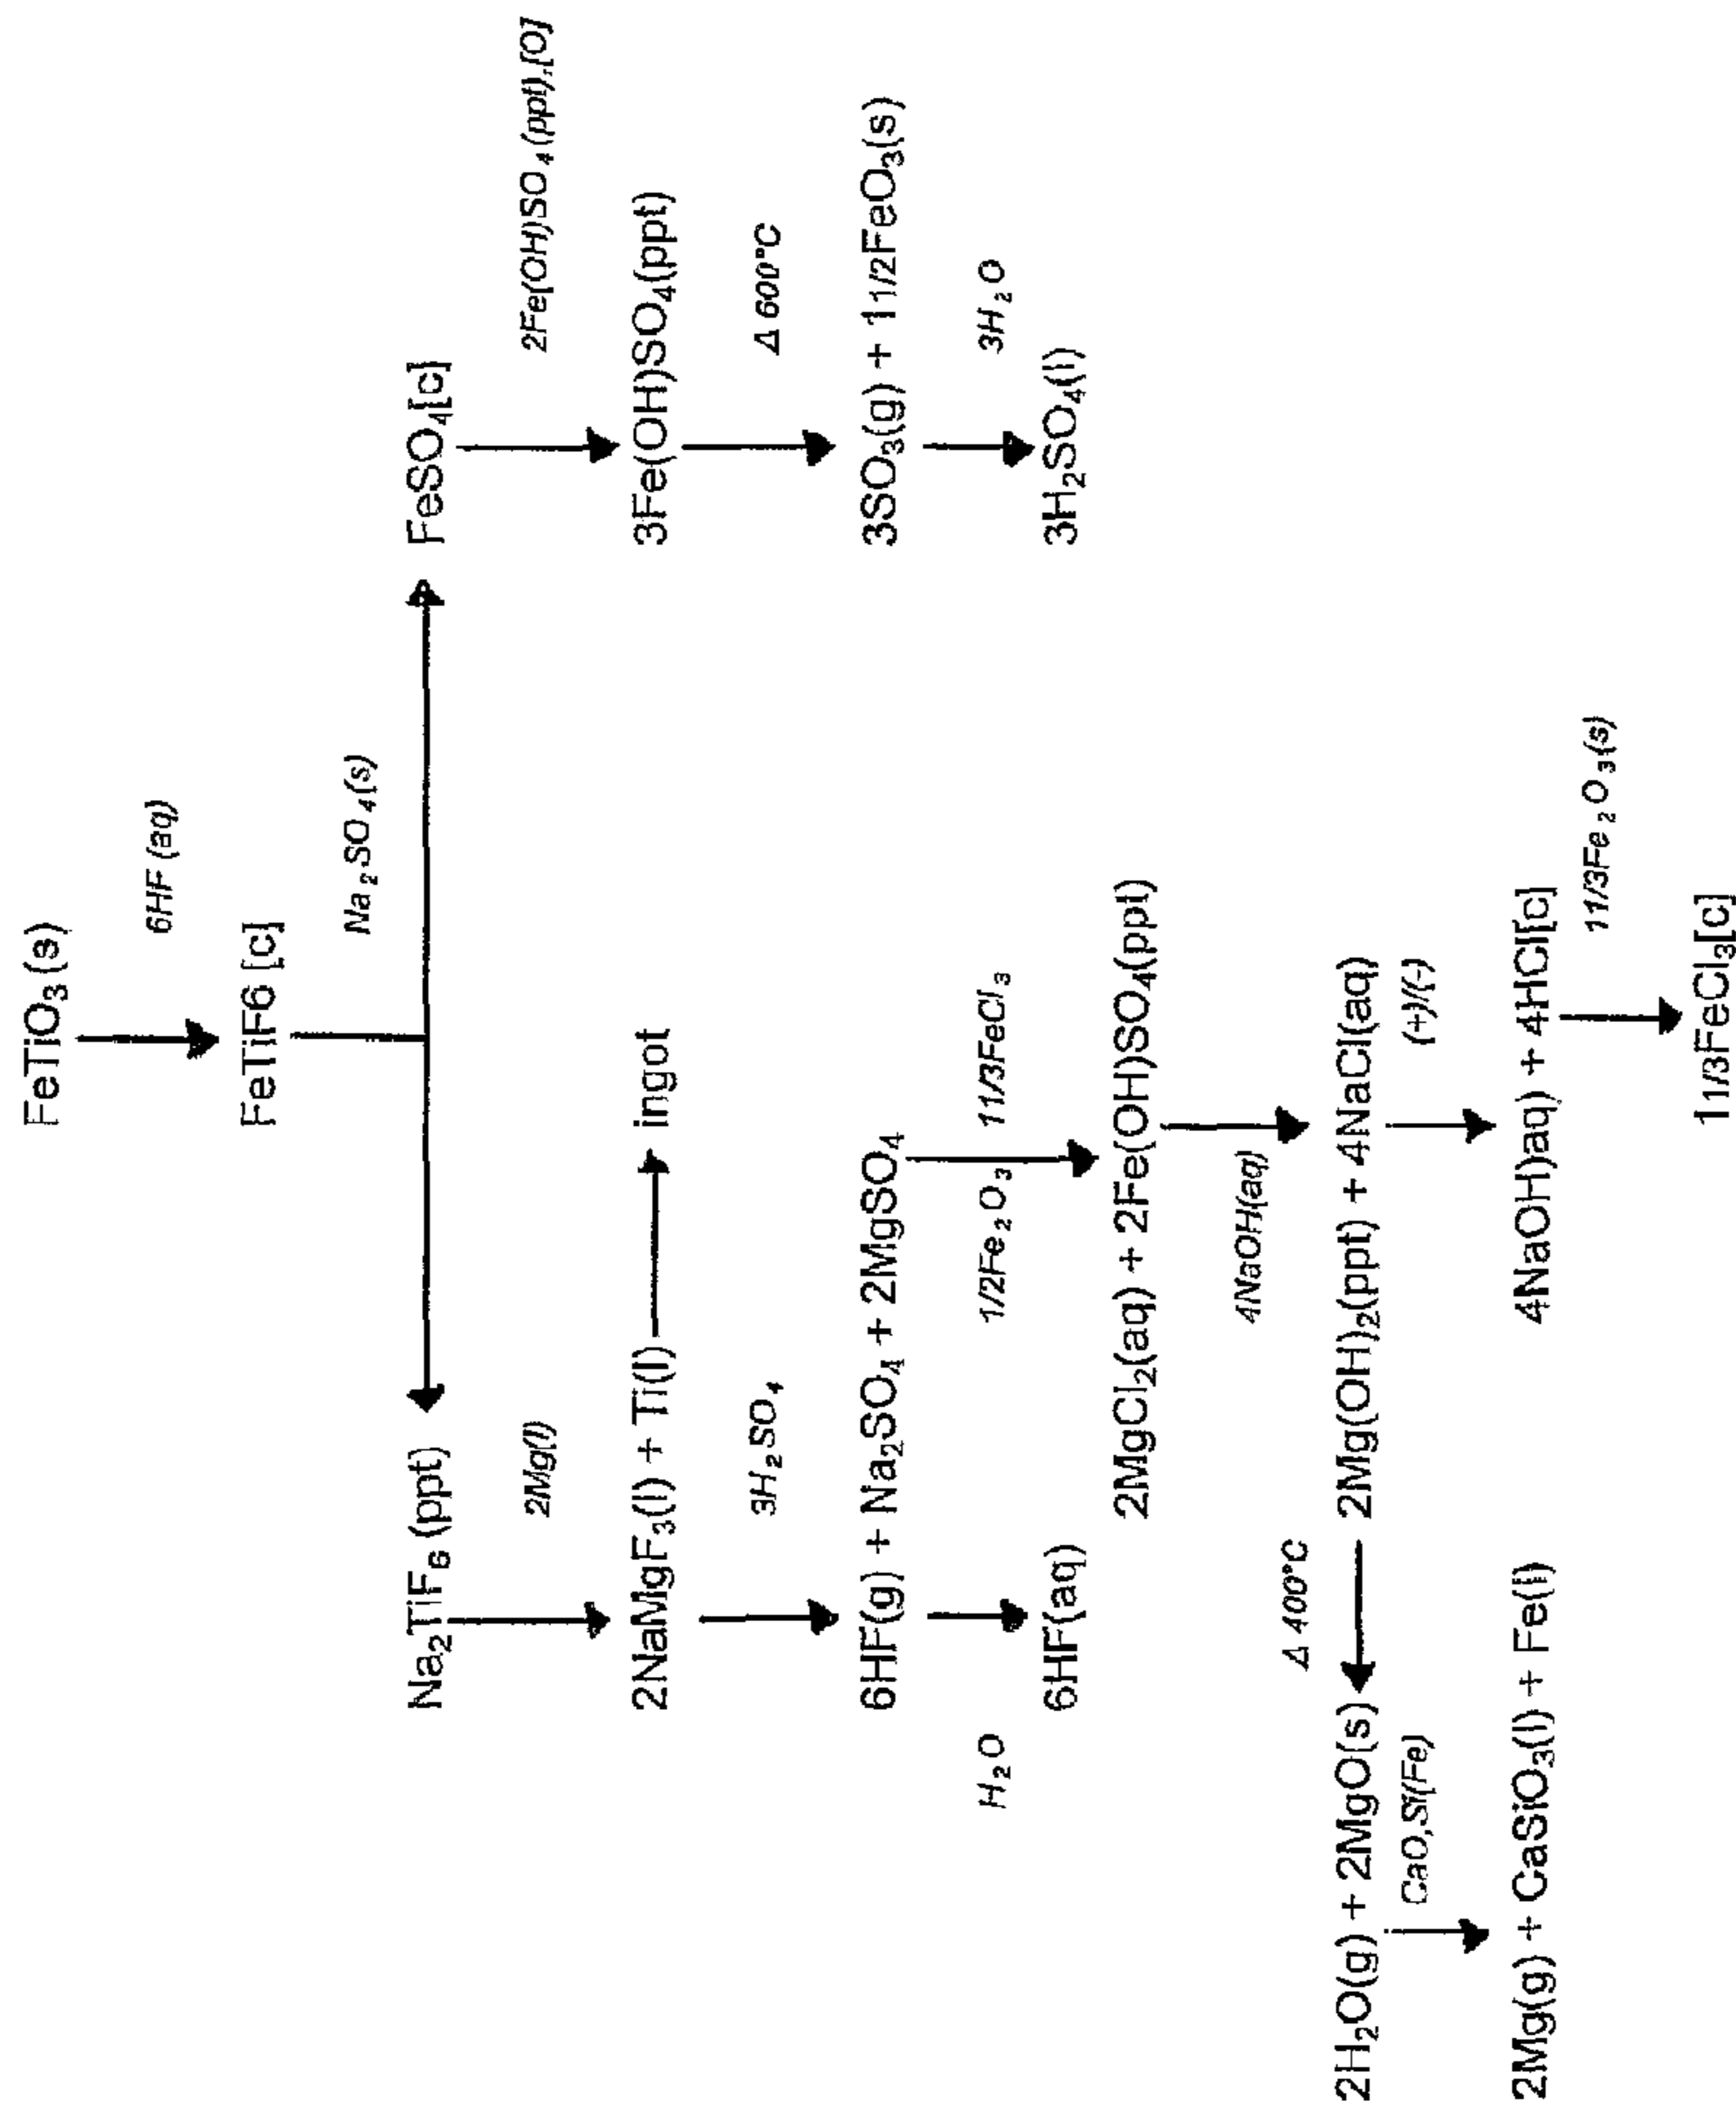 FeTiO₃(s)
6HF (aq)
FeTiF6 [c]
Na₂SO₄(s)
Na₂TiF₆ (ppt)
FeSO₄[c]
2Mg(l)
2Fe(OH)SO₄(ppt),[O]
2NaMgF₃(l) + Ti(l)
ingot
3Fe(OH)SO₄(ppt)
3H₂SO₄
Δ 600°C
6HF(g) + Na₂SO₄ + 2MgSO₄
3SO₃(g) + 11/2FeO₃(s)
H₂O
1/2Fe₂O₃ 11/3FeCl₃
3H₂O
6HF(aq)
3H₂SO₄(l)
2MgCl₂(aq) + 2Fe(OH)SO₄(ppt)
4NaOH(aq)
Δ 400°C
2H₂O(g) + 2MgO(s)
2Mg(OH)₂(ppt) + 4NaCl(aq)
CaO,Si(Fe)
(+)/(-)
2Mg(g) + CaSiO₃(l) + Fe(l)
4NaOH)aq) + 4HCl[c]
11/3Fe₂O₃(s)
11/3FeCl₃[c]